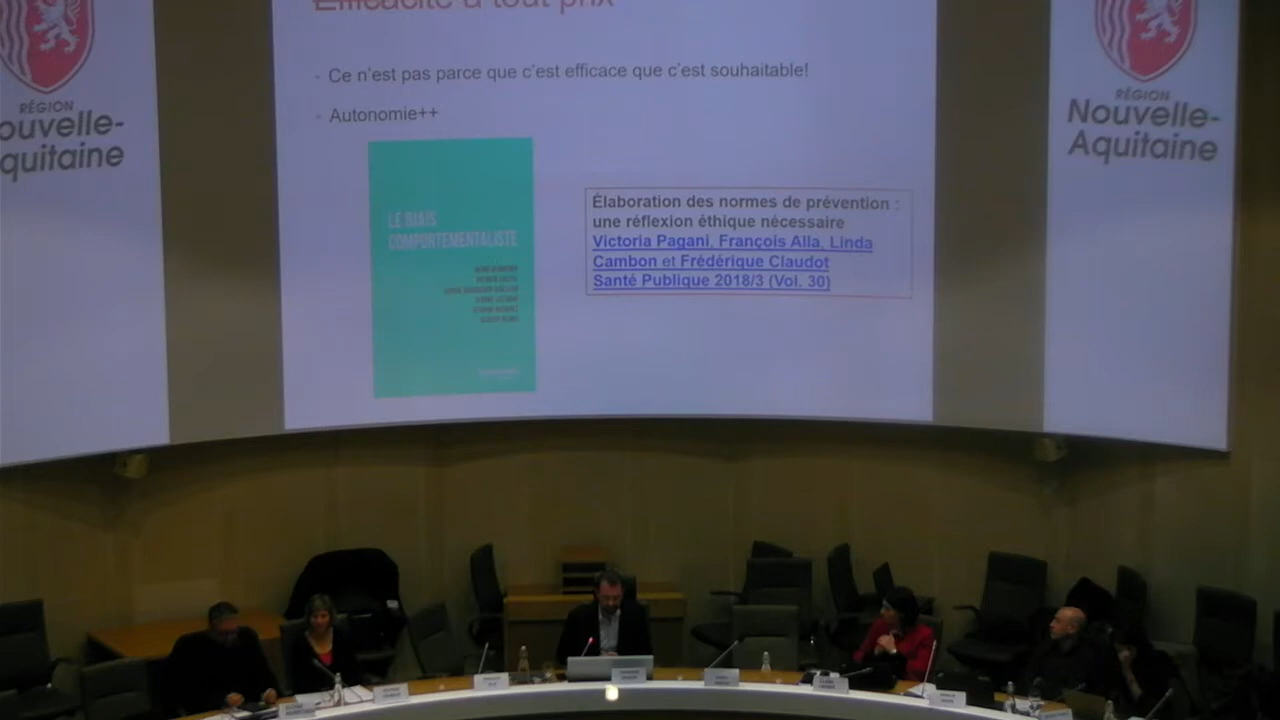 Efficacité à tout prix
- Ce n'est pas parce que c'est efficace que c'est souhaitable!
- Autonomie++
LE BIAIS
COMPORTEMENTALISTE
Élaboration des normes de prévention :
une réflexion éthique nécessaire
Victoria Pagani, François Alla, Linda
Cambon et Frédérique Claudot
Santé Publique 2018/3 (Vol. 30)
RÉGION
ouvelle-
quitaine
RÉGION
Nouvelle-
Aquitaine